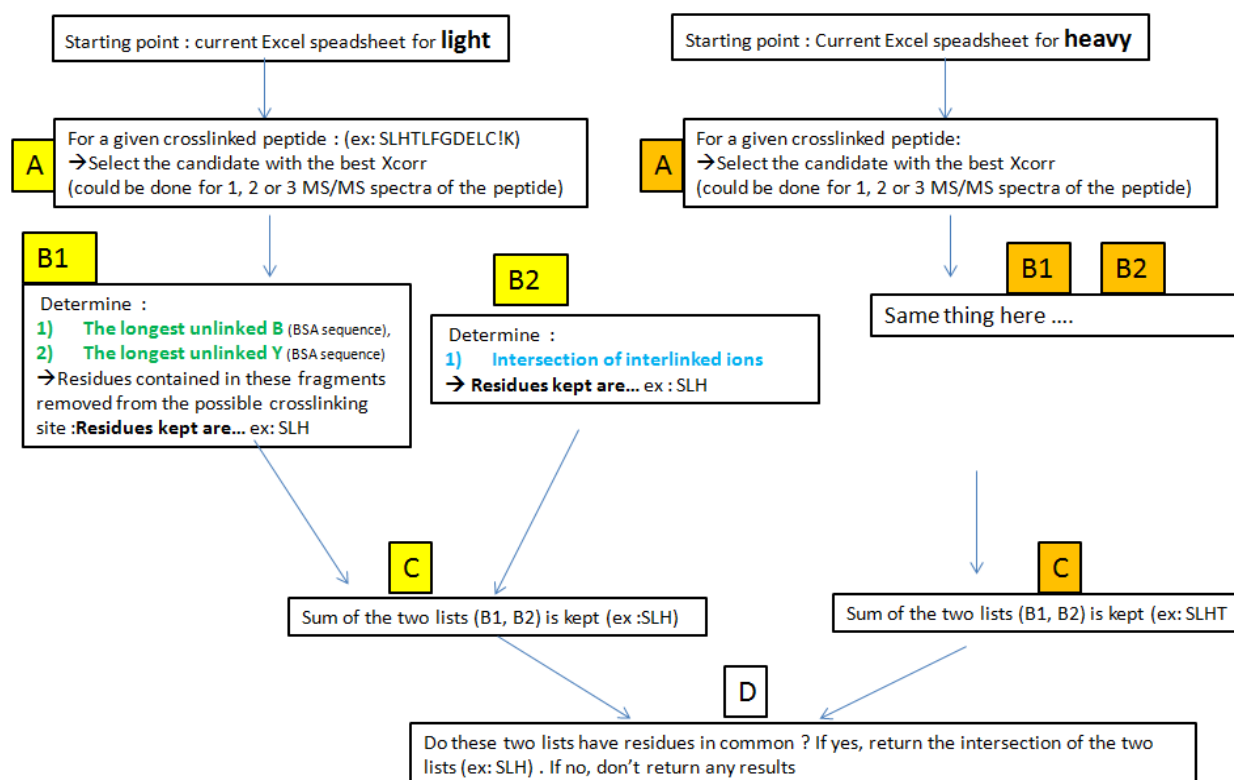 Starting point : current Excel speadsheet for light
Starting point : Current Excel speadsheet for heavy
A
For a given crosslinked peptide : (ex: SLHTLFGDELC!K)
→Select the candidate with the best Xcorr
(could be done for 1, 2 or 3 MS/MS spectra of the peptide)
A
For a given crosslinked peptide:
→Select the candidate with the best Xcorr
(could be done for 1, 2 or 3 MS/MS spectra of the peptide)
B1
Determine :
1) The longest unlinked B (BSA sequence),
2) The longest unlinked Y (BSA sequence)
→Residues contained in these fragments
removed from the possible crosslinking
site :Residues kept are... ex: SLH
B2
Determine :
1) Intersection of interlinked ions
→ Residues kept are... ex : SLH
B1
B2
Same thing here ....
C
Sum of the two lists (B1, B2) is kept (ex :SLH)
C
Sum of the two lists (B1, B2) is kept (ex: SLHT
D
Do these two lists have residues in common ? If yes, return the intersection of the two
lists (ex: SLH) . If no, don't return any results